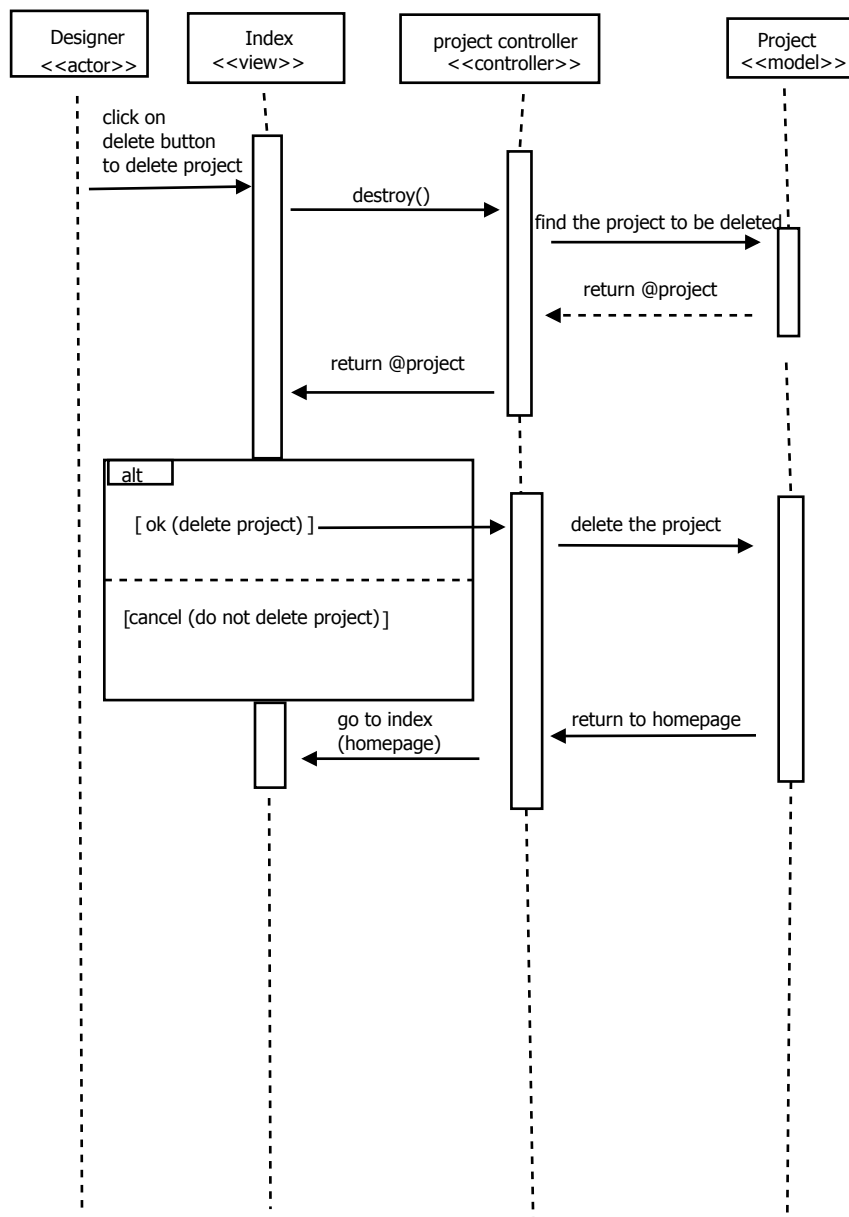 Designer
<<actor>>
Index
<<view>>
project controller
<<controller>>
Project
<<model>>
click on
delete button
to delete project
destroy()
find the project to be deleted
return @project
return @project
alt
[ ok (delete project) ]
delete the project
[cancel (do not delete project)]
go to index
(homepage)
return to homepage